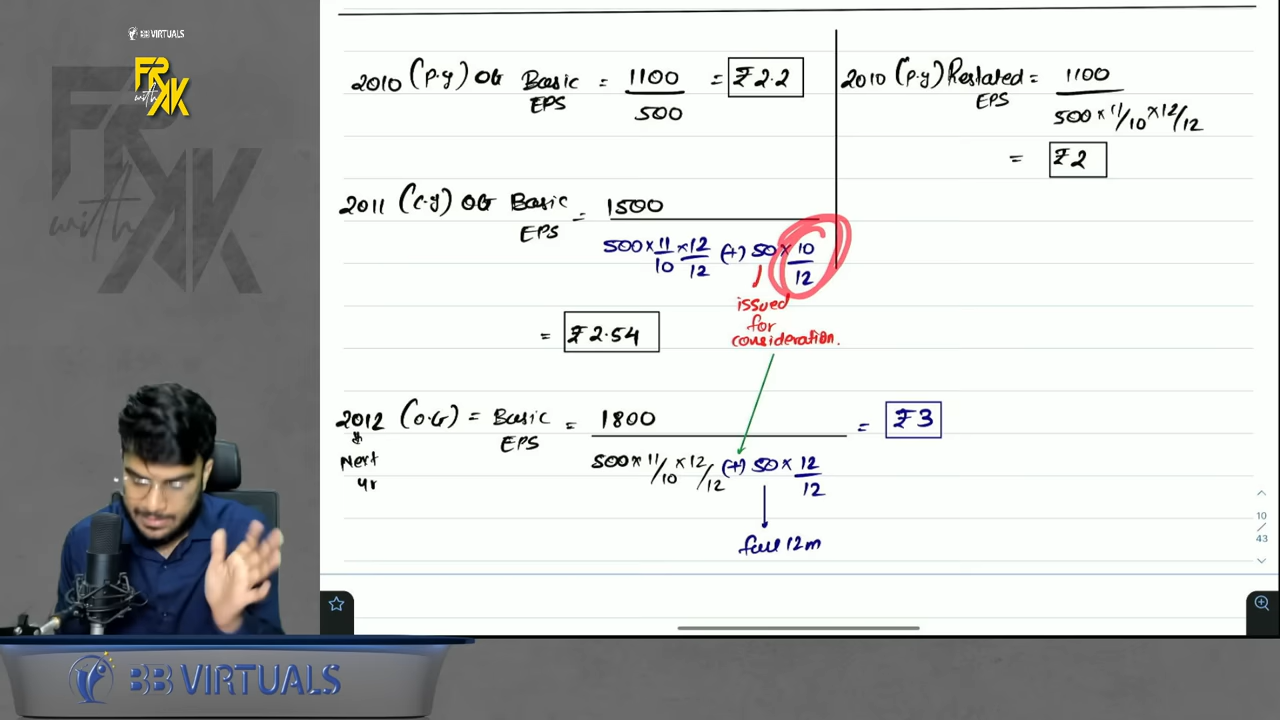 BB VIRTUALS
FR
with AK
FR
with AK
2010 (P.y) OG Basic EPS = 1100 / 500 = ₹2.2
2010 (P.y) Restated EPS = 1100 / 500 × 11/10 × 12/12
= ₹2
2011 (C.y) OG Basic EPS = 1500 / 500 × 11/10 × 12/12 (+) 50 × 10/12
issued
for
consideration.
= ₹2.54
2012 (O.G) = Basic EPS = 1800 / 500 × 11/10 × 12/12 (+) 50 × 12/12 = ₹3
Next
yr
full 12m
10
/
43
BB VIRTUALS